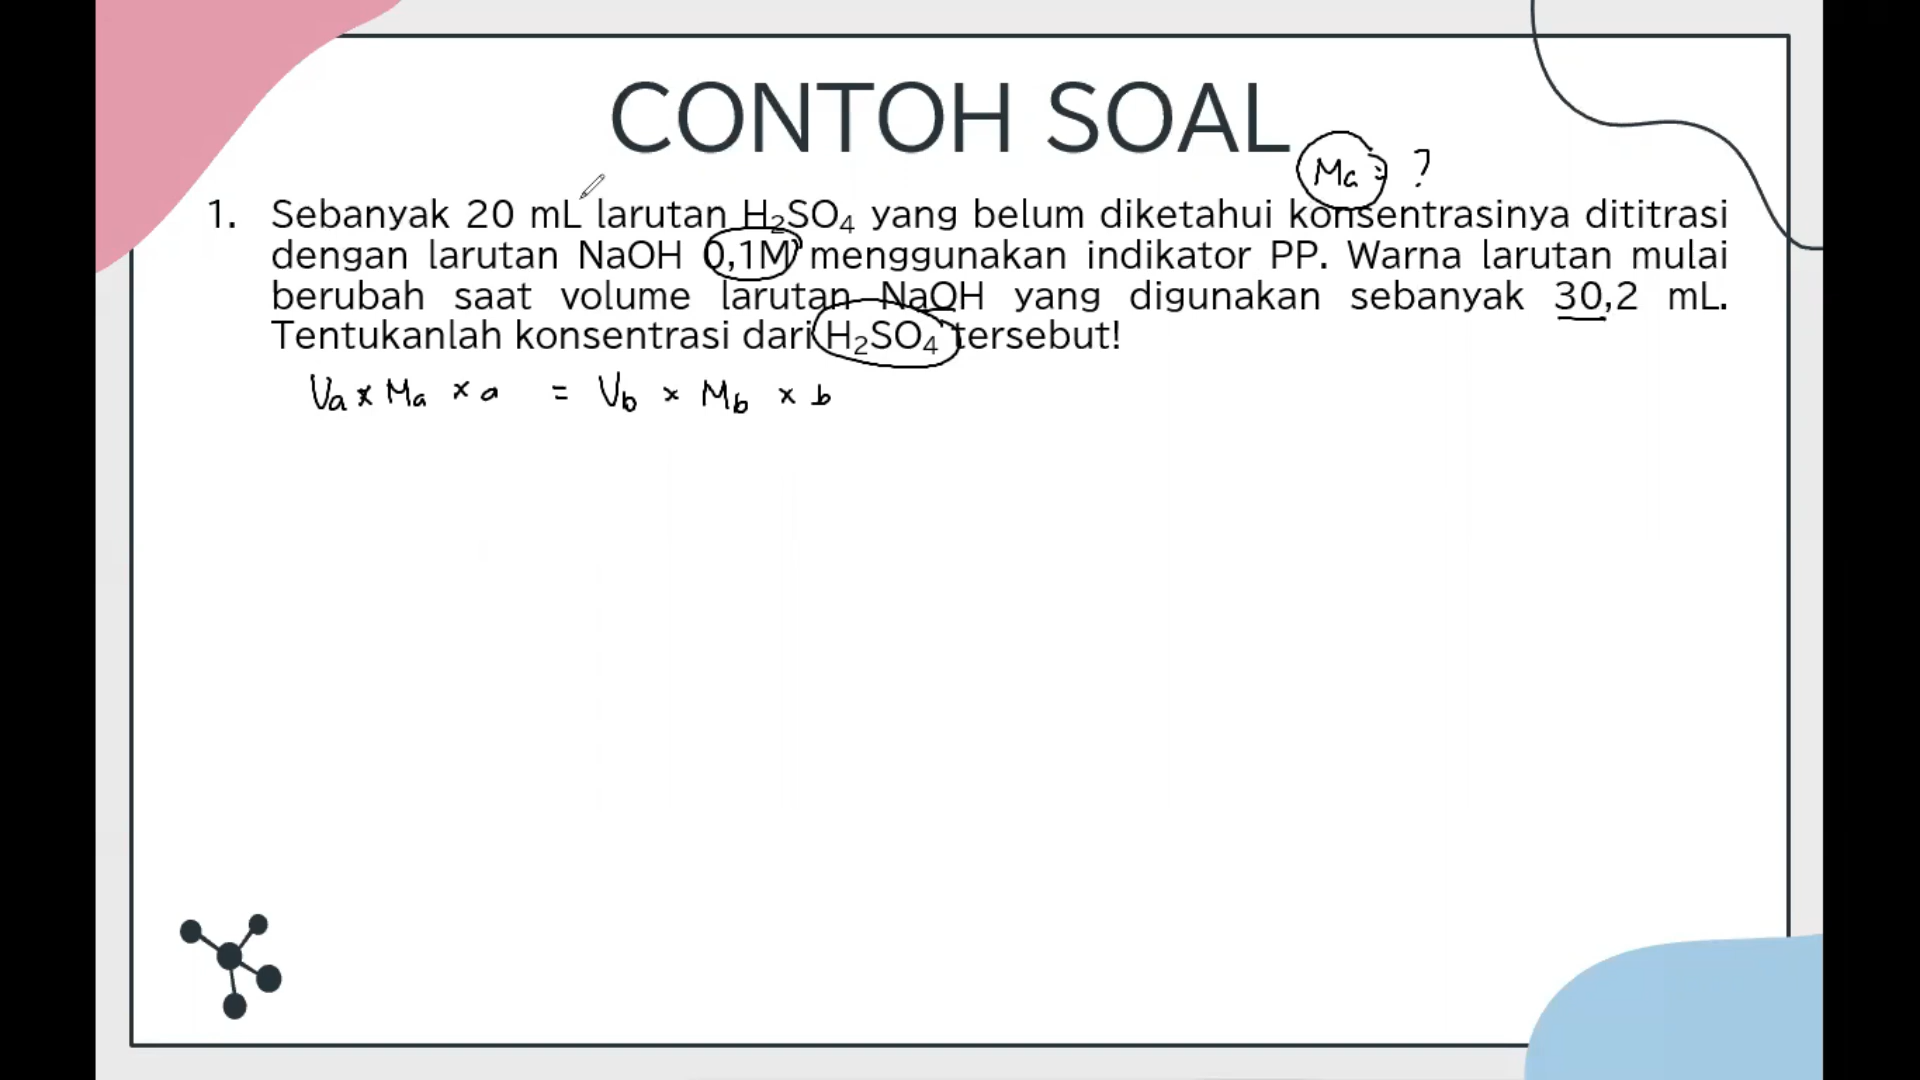 CONTOH SOAL
Ma = ?
1. Sebanyak 20 mL larutan H₂SO₄ yang belum diketahui konsentrasinya dititrasi
dengan larutan NaOH 0,1M menggunakan indikator PP. Warna larutan mulai
berubah saat volume larutan NaOH yang digunakan sebanyak 30,2 mL.
Tentukanlah konsentrasi dari H₂SO₄ tersebut!
Va × Ma × a = Vb × Mb × b